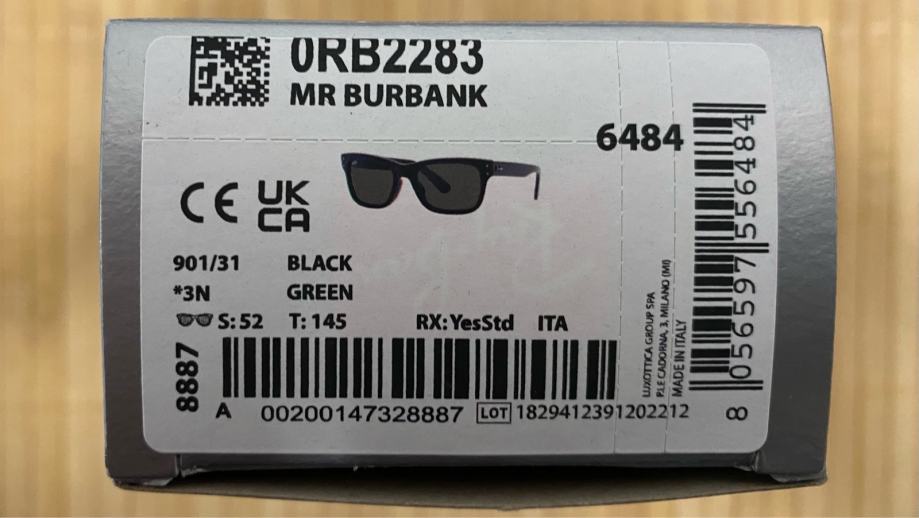 0RB2283
MR BURBANK
6484
CE UK
CA
901/31 BLACK
*3N GREEN
S: 52 T: 145 RX: YesStd ITA
8887
A 00200147328887 LOT 1829412391202212
LUXOTTICA GROUP SPA
P.LE CADORNA, 3, MILANO (MI)
MADE IN ITALY
8 056597 556484